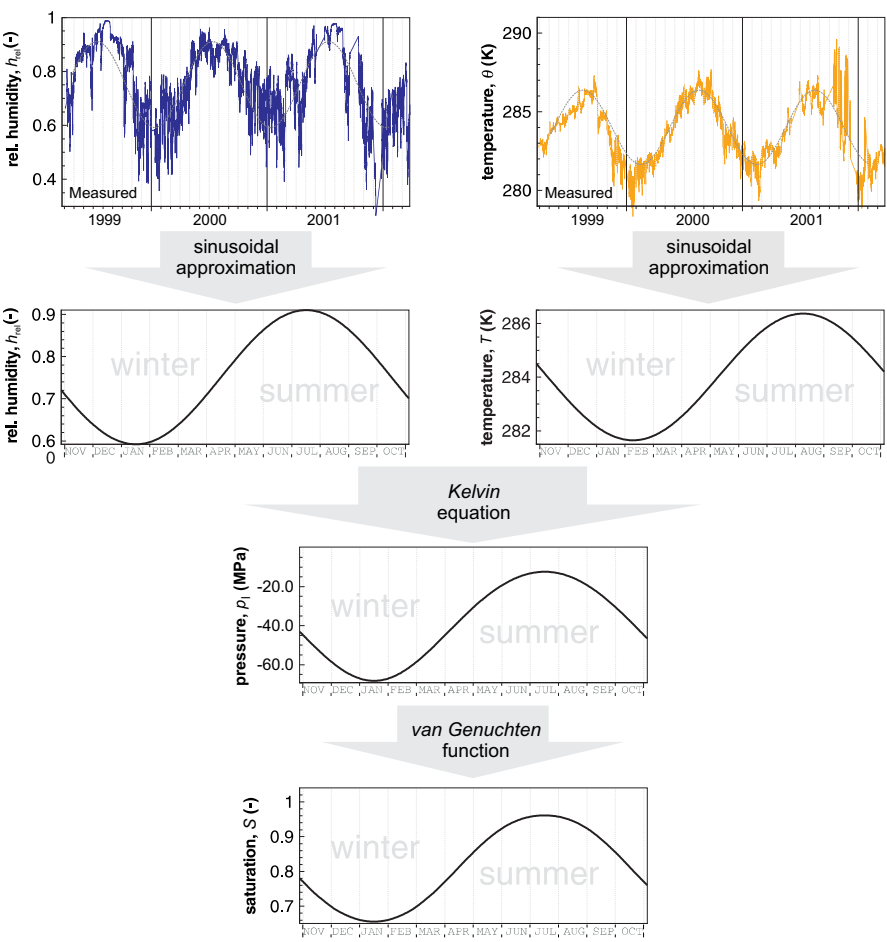 rel. humidity, hrel(-)
1
0.8
0.6
0.4
Measured
1999 2000 2001
temperature, θ (K)
290
285
280
Measured
1999 2000 2001
sinusoidal
approximation
sinusoidal
approximation
rel. humidity, hrel(-)
0.9
0.8
0.7
0.6
0
winter
summer
NOV DEC JAN FEB MAR APR MAY JUN JUL AUG SEP OCT
temperature, T (K)
286
284
282
winter
summer
NOV DEC JAN FEB MAR APR MAY JUN JUL AUG SEP OCT
Kelvin
equation
pressure, pl (MPa)
-20.0
-40.0
-60.0
winter
summer
NOV DEC JAN FEB MAR APR MAY JUN JUL AUG SEP OCT
van Genuchten
function
saturation, S (-)
1
0.9
0.8
0.7
winter
summer
NOV DEC JAN FEB MAR APR MAY JUN JUL AUG SEP OCT